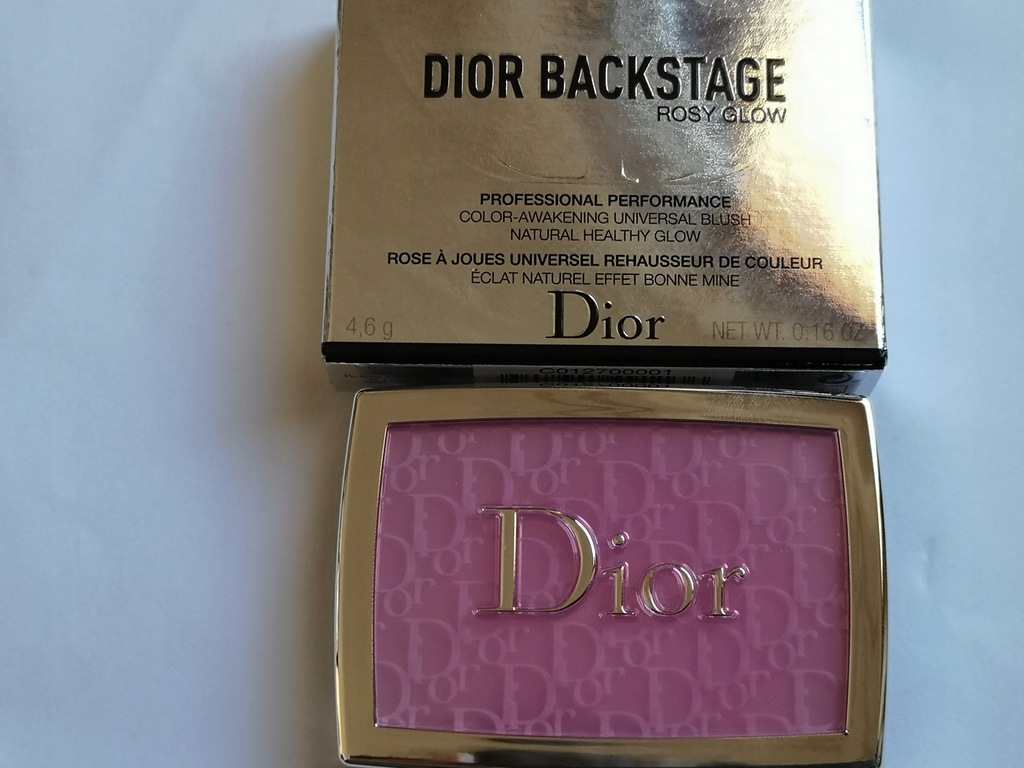 DIOR BACKSTAGE
ROSY GLOW
PROFESSIONAL PERFORMANCE
COLOR-AWAKENING UNIVERSAL BLUSH
NATURAL HEALTHY GLOW
ROSE À JOUES UNIVERSEL REHAUSSEUR DE COULEUR
ÉCLAT NATUREL EFFET BONNE MINE
4,6 g Dior NET WT. 0.16 OZ
C012700001
Dior